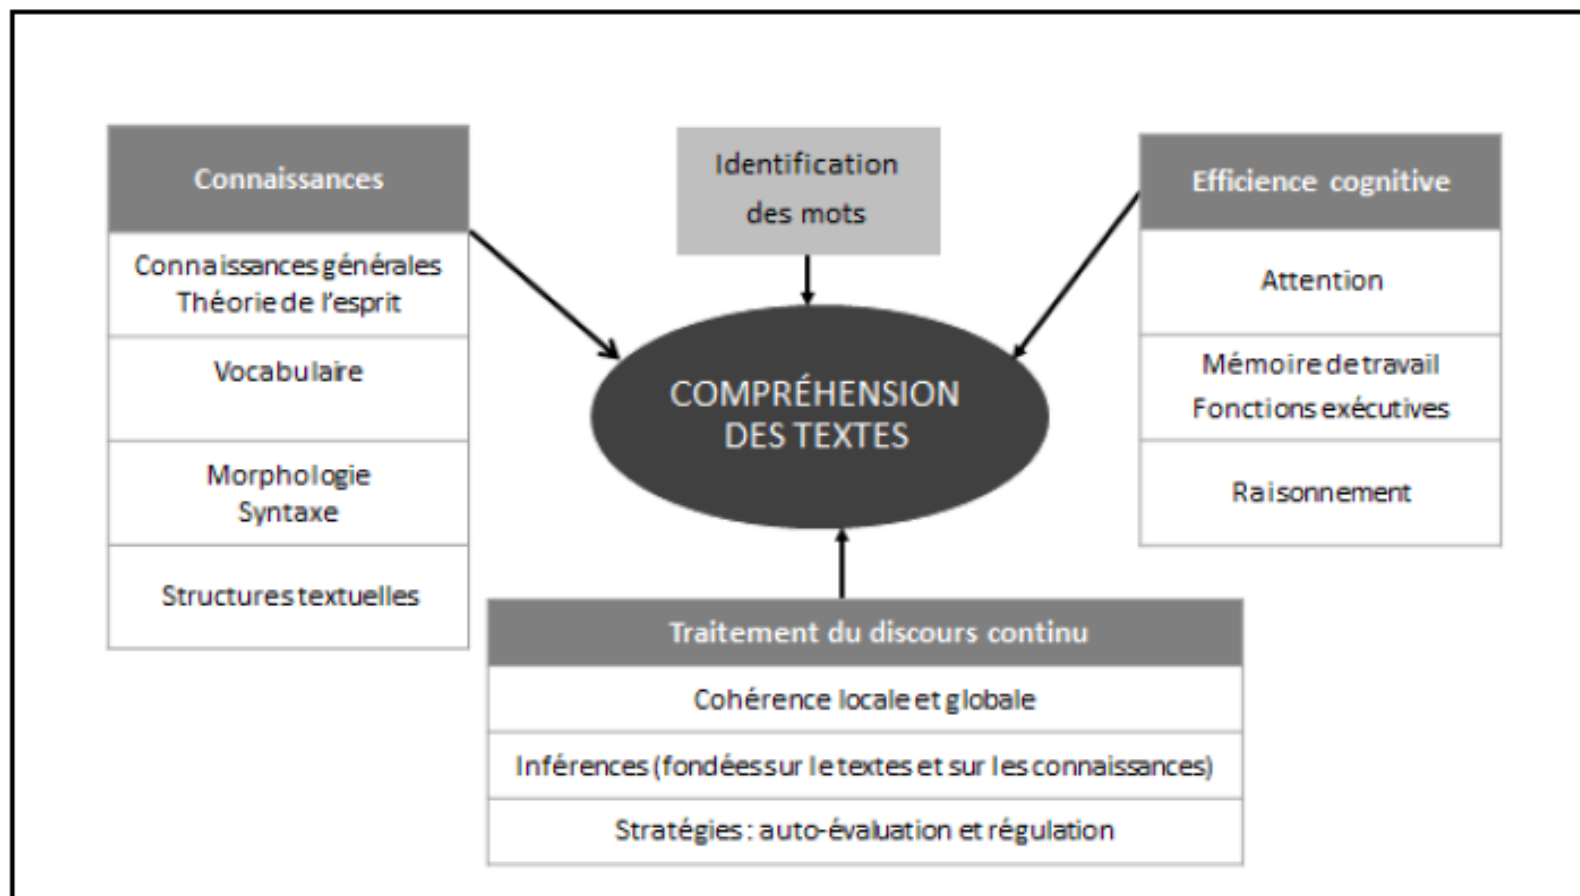 Connaissances
Connaissances générales
Théorie de l'esprit
Vocabulaire
Morphologie
Syntaxe
Structures textuelles
Identification
des mots
COMPRÉHENSION
DES TEXTES
Efficience cognitive
Attention
Mémoire de travail
Fonctions exécutives
Raisonnement
Traitement du discours continu
Cohérence locale et globale
Inférences (fondées sur le textes et sur les connaissances)
Stratégies : auto-évaluation et régulation